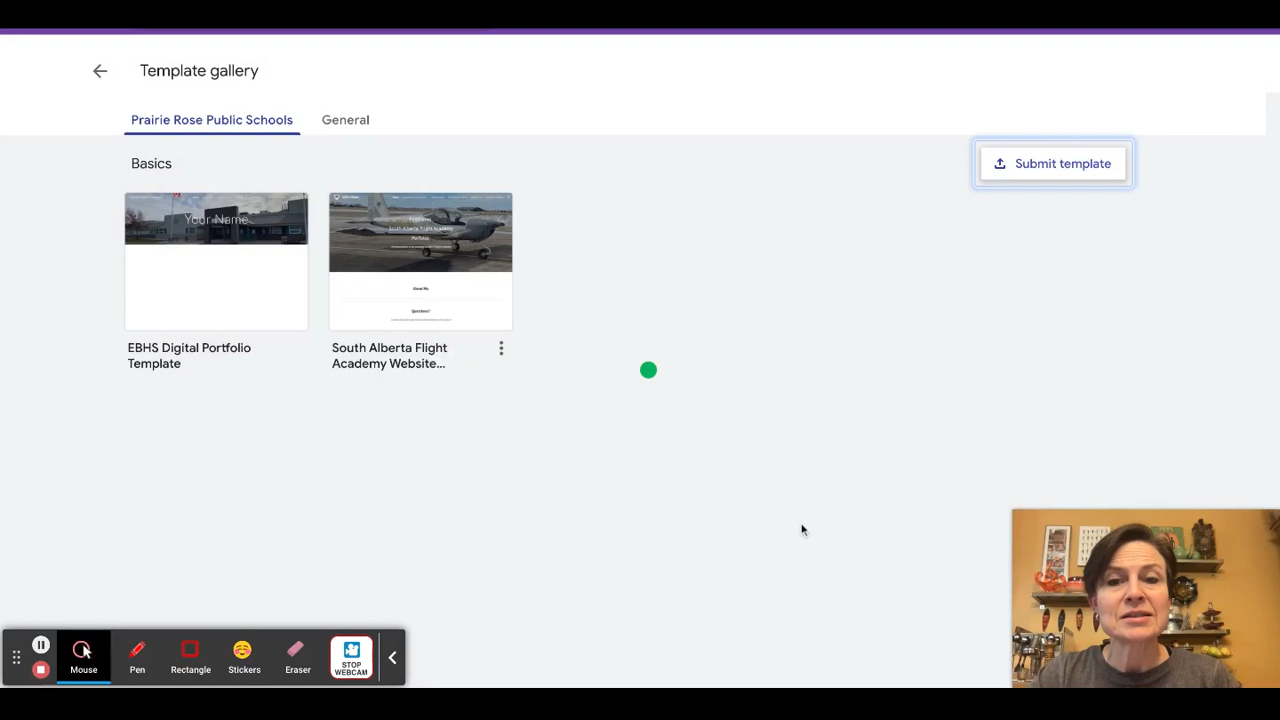 Template gallery
Prairie Rose Public Schools
General
Basics
Submit template
Your Name
South Alberta Flight Academy
Portfolio
About Me
Questions?
EBHS Digital Portfolio
Template
South Alberta Flight
Academy Website...
Mouse
Pen
Rectangle
Stickers
Eraser
STOP
WEBCAM